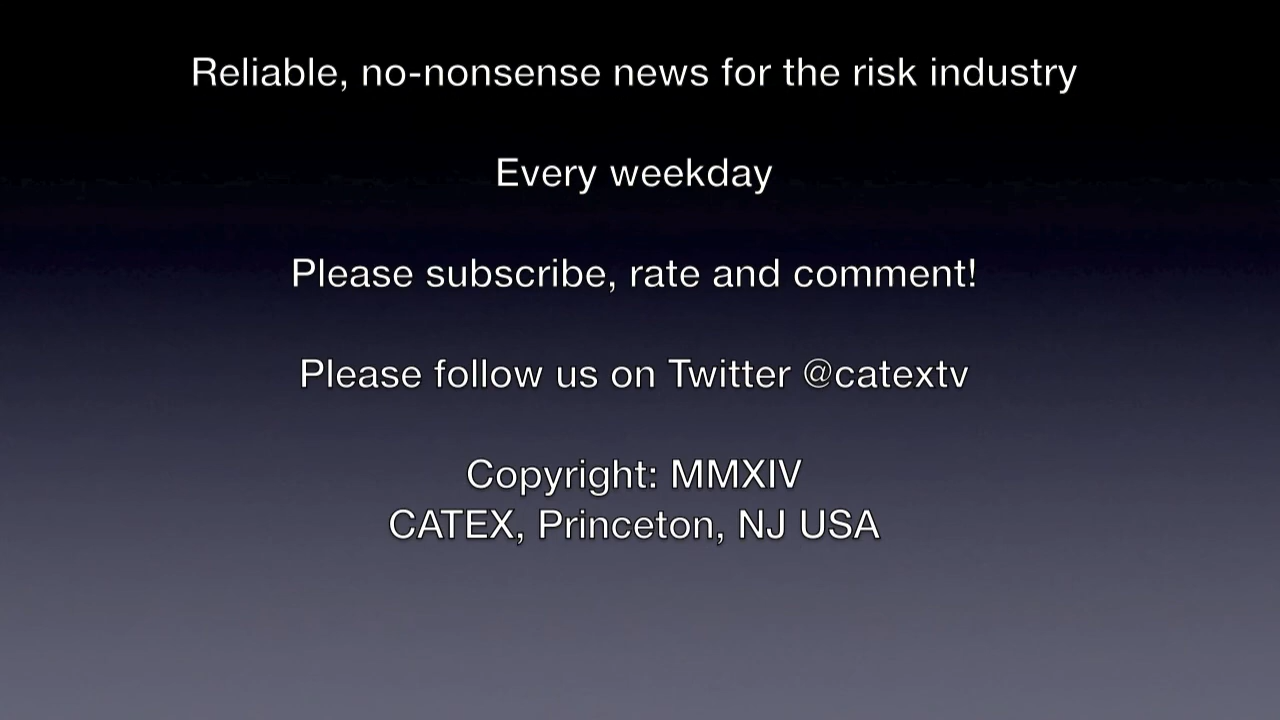 Reliable, no-nonsense news for the risk industry
Every weekday
Please subscribe, rate and comment!
Please follow us on Twitter @catextv
Copyright: MMXIV
CATEX, Princeton, NJ USA